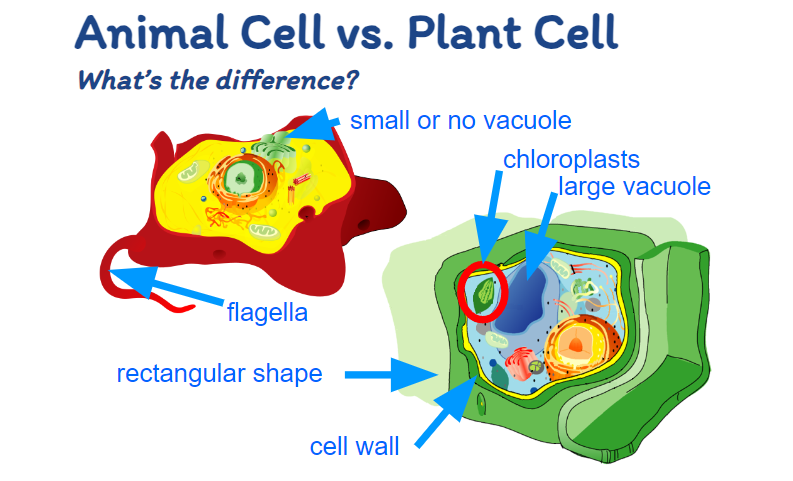 Animal Cell vs. Plant Cell
What's the difference?
small or no vacuole
chloroplasts
large vacuole
flagella
rectangular shape
cell wall